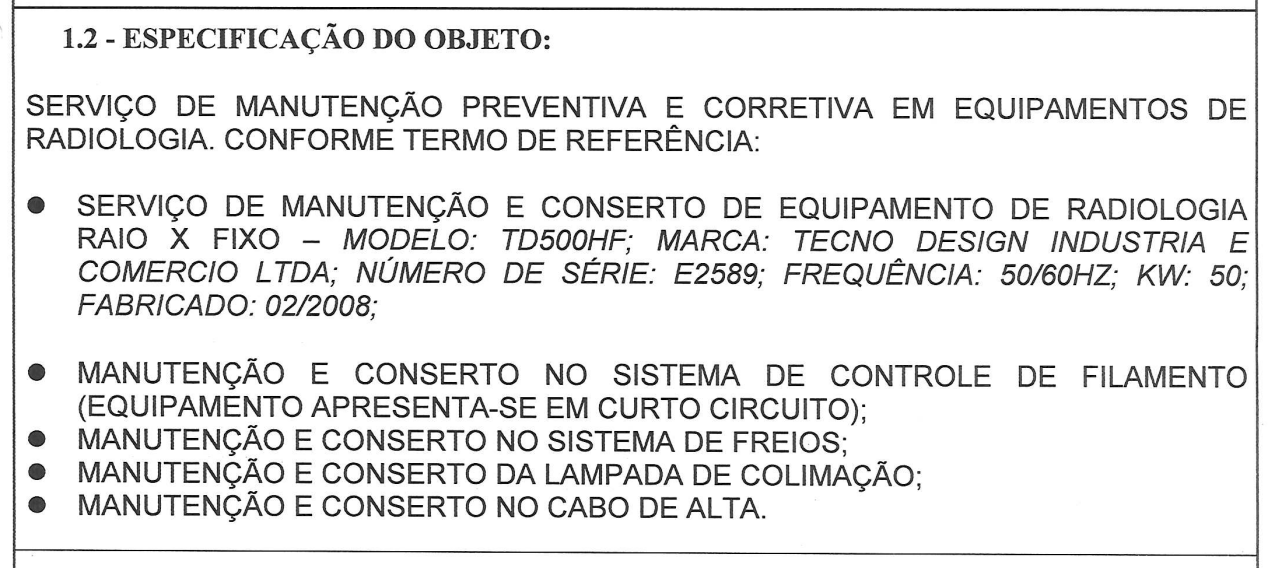 1.2 - ESPECIFICAÇÃO DO OBJETO:
SERVIÇO DE MANUTENÇÃO PREVENTIVA E CORRETIVA EM EQUIPAMENTOS DE
RADIOLOGIA. CONFORME TERMO DE REFERÊNCIA:
● SERVIÇO DE MANUTENÇÃO E CONSERTO DE EQUIPAMENTO DE RADIOLOGIA
RAIO X FIXO – MODELO: TD500HF; MARCA: TECNO DESIGN INDUSTRIA E
COMERCIO LTDA; NÚMERO DE SÉRIE: E2589; FREQUÊNCIA: 50/60HZ; KW: 50;
FABRICADO: 02/2008;
● MANUTENÇÃO E CONSERTO NO SISTEMA DE CONTROLE DE FILAMENTO
(EQUIPAMENTO APRESENTA-SE EM CURTO CIRCUITO);
● MANUTENÇÃO E CONSERTO NO SISTEMA DE FREIOS;
● MANUTENÇÃO E CONSERTO DA LAMPADA DE COLIMAÇÃO;
● MANUTENÇÃO E CONSERTO NO CABO DE ALTA.